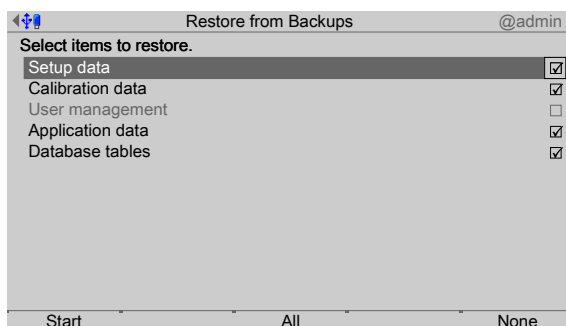 Restore from Backups @admin
Select items to restore.
Setup data
Calibration data
User management
Application data
Database tables
Start All None